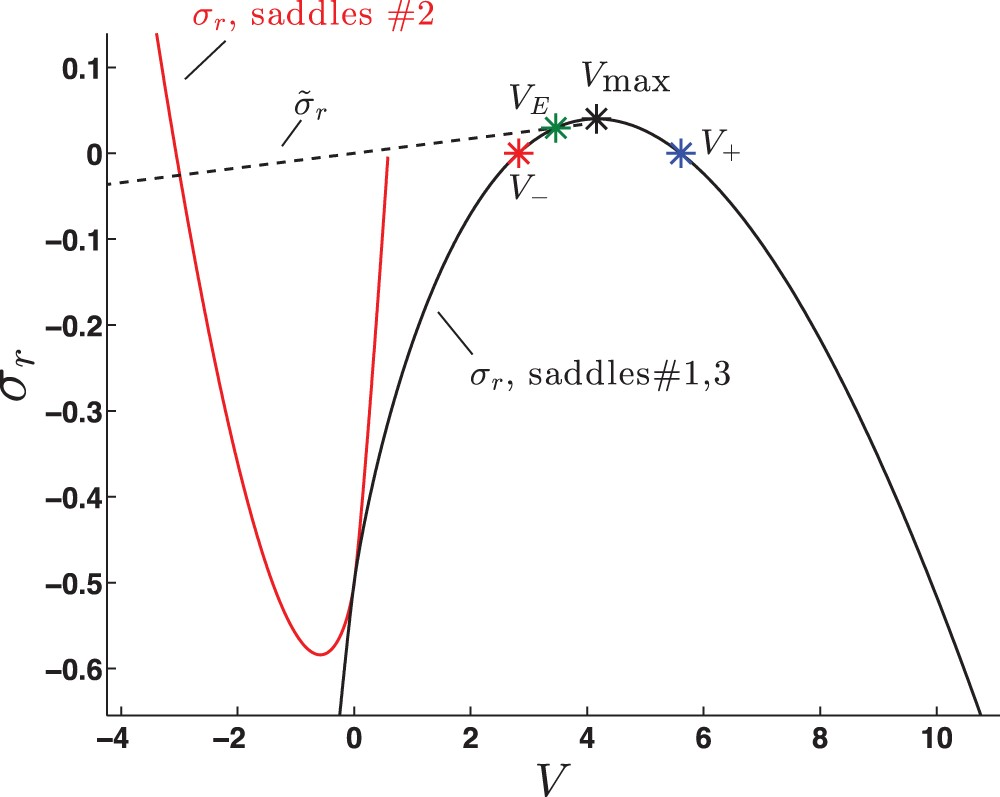 σ_r, saddles #2
0.1
σ̃_r
V_E
Vmax
0
V_−
V_+
−0.1
−0.2
σ_r, saddles#1,3
−0.3
−0.4
−0.5
−0.6
σ_r
−4 −2 0 2 4 6 8 10
V